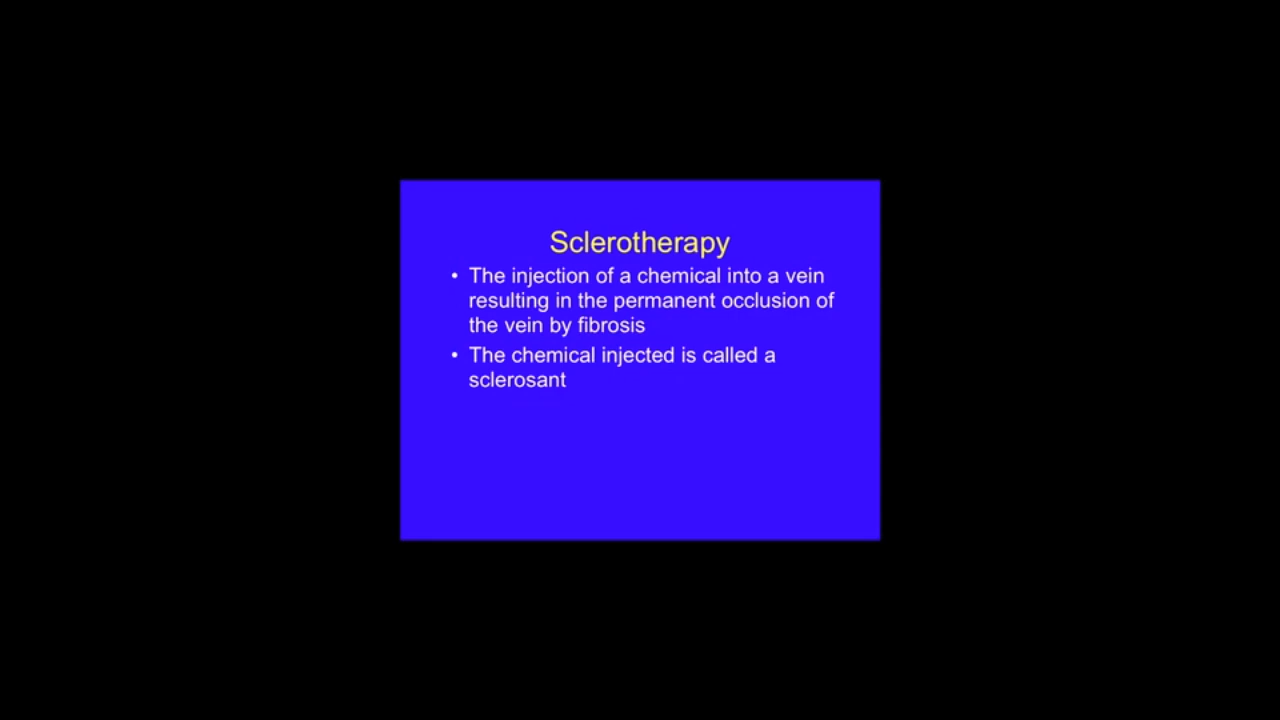 Sclerotherapy
• The injection of a chemical into a vein
resulting in the permanent occlusion of
the vein by fibrosis
• The chemical injected is called a
sclerosant